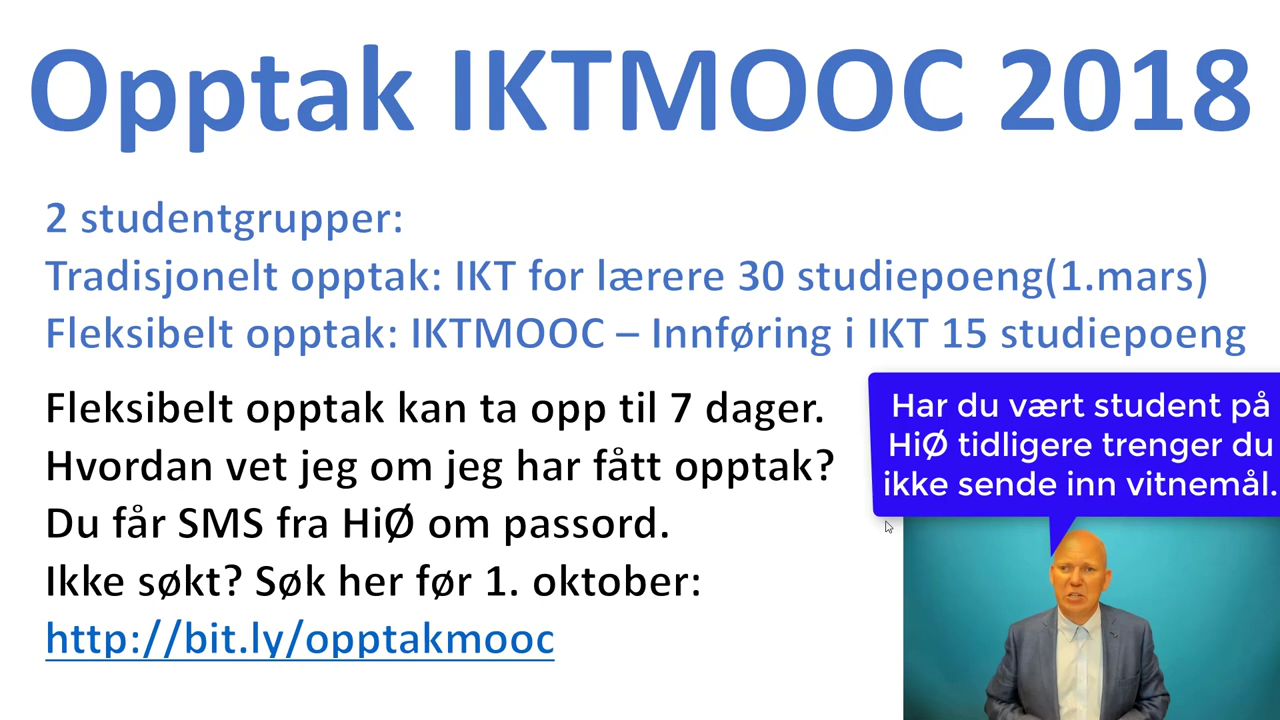 Opptak IKTMOOC 2018
2 studentgrupper:
Tradisjonelt opptak: IKT for lærere 30 studiepoeng(1.mars)
Fleksibelt opptak: IKTMOOC – Innføring i IKT 15 studiepoeng
Fleksibelt opptak kan ta opp til 7 dager.
Hvordan vet jeg om jeg har fått opptak?
Du får SMS fra HiØ om passord.
Ikke søkt? Søk her før 1. oktober:
http://bit.ly/opptakmooc
Har du vært student på
HiØ tidligere trenger du
ikke sende inn vitnemål.